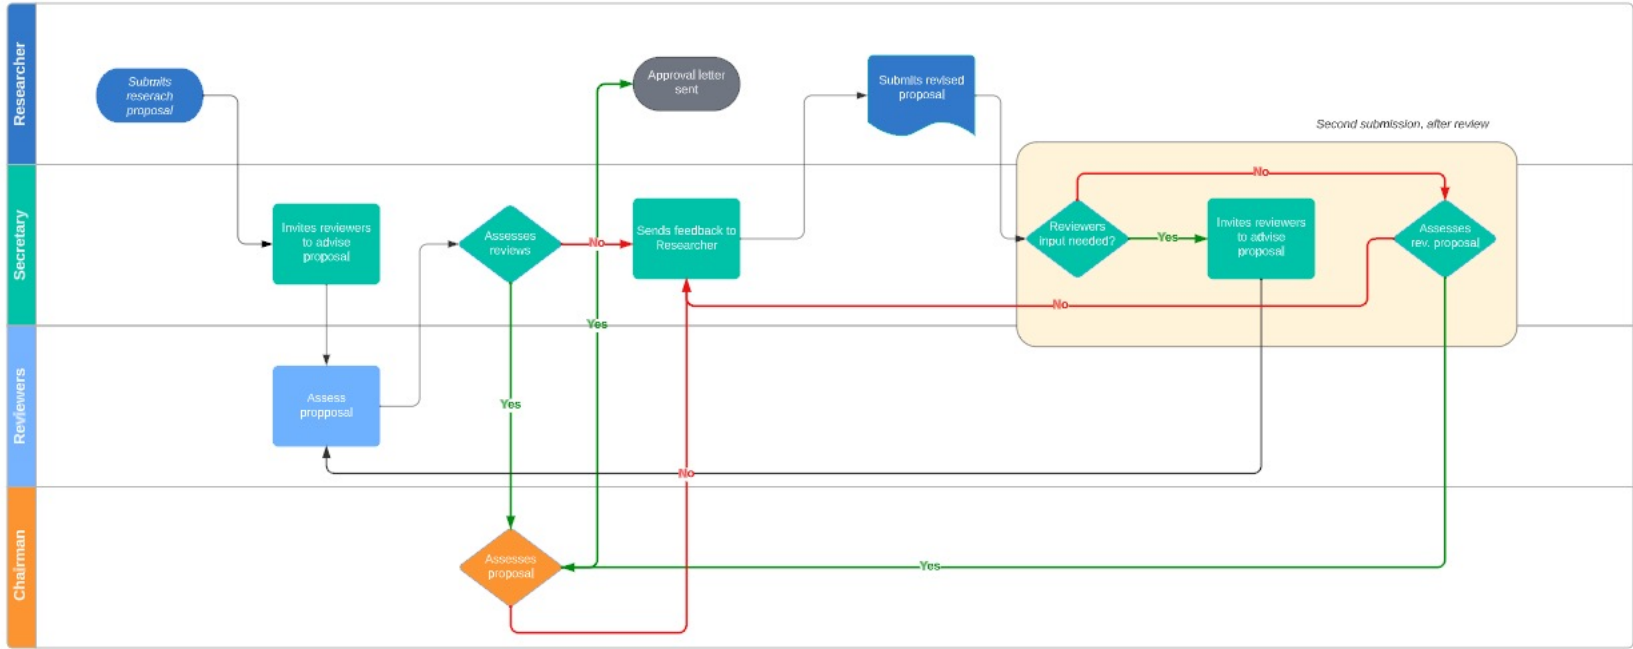 Researcher
Submits
reserach
proposal
Approval letter
sent
Submits revised
proposal
Second submission, after review
Secretary
Invites reviewers
to advise
proposal
Assesses
reviews
No
Sends feedback to
Researcher
Reviewers
input needed?
No
Yes
Invites reviewers
to advise
proposal
Assesses
rev. proposal
No
Yes
Reviewers
Assess
propposal
Yes
No
Chairman
Assesses
proposal
Yes